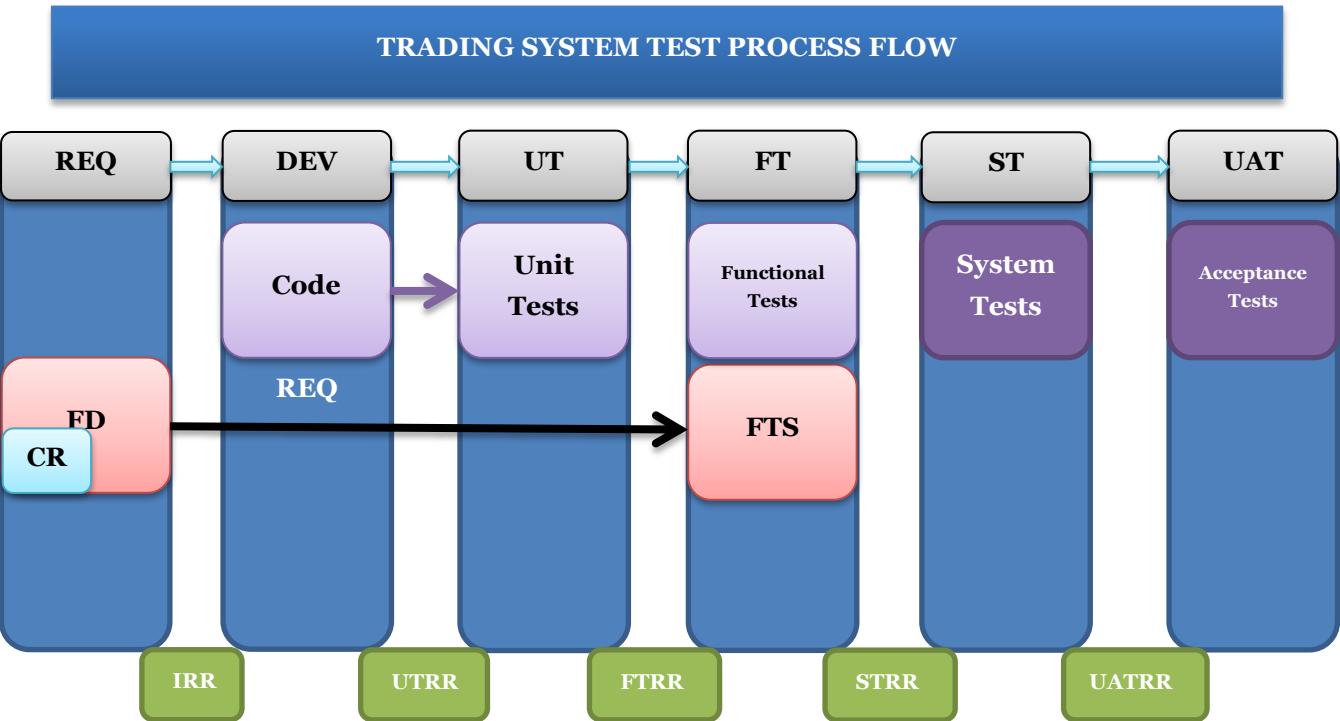 TRADING SYSTEM TEST PROCESS FLOW
REQ
DEV
UT
FT
ST
UAT
Code
Unit
Tests
Functional
Tests
System
Tests
Acceptance
Tests
REQ
FD
CR
FTS
IRR
UTRR
FTRR
STRR
UATRR